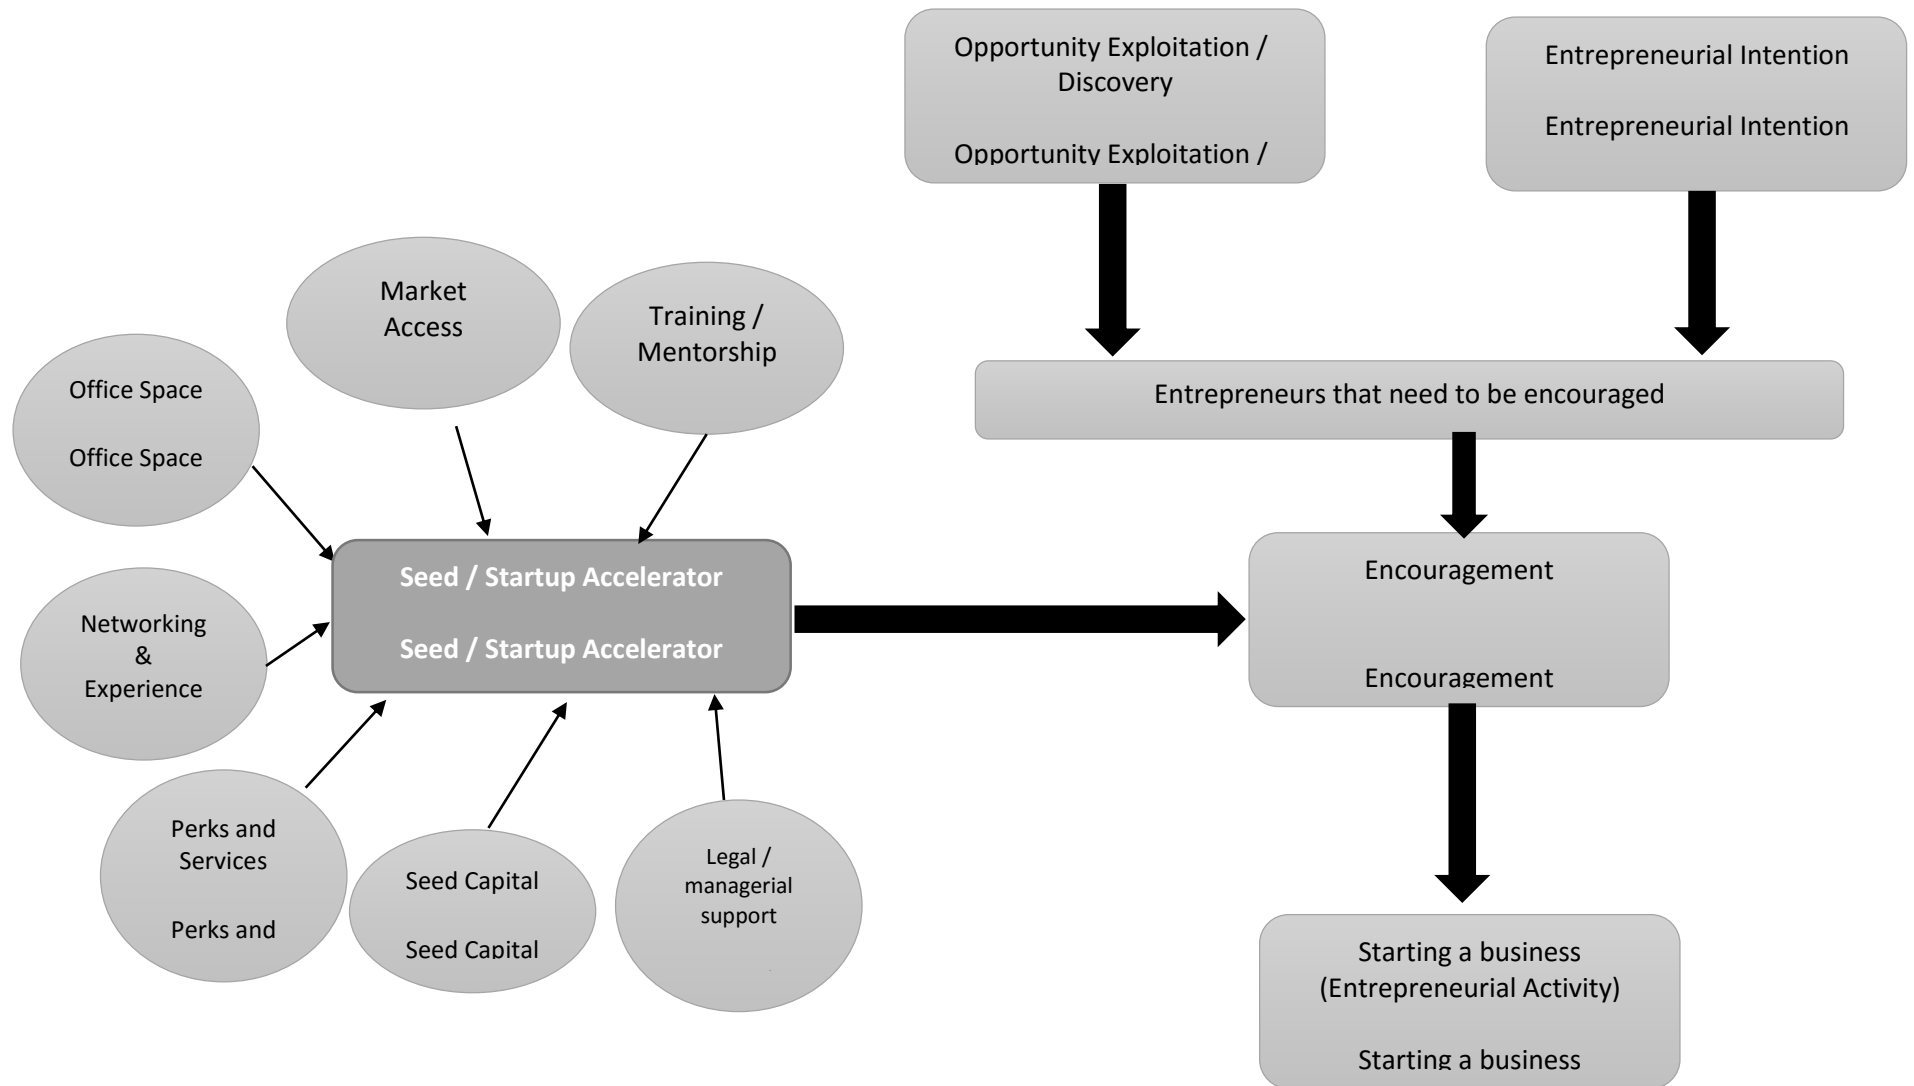 Opportunity Exploitation /
Discovery
Opportunity Exploitation /
Entrepreneurial Intention
Entrepreneurial Intention
Market
Access
Training /
Mentorship
Office Space
Office Space
Entrepreneurs that need to be encouraged
Seed / Startup Accelerator
Seed / Startup Accelerator
Encouragement
Encouragement
Networking
&
Experience
Perks and
Services
Perks and
Seed Capital
Seed Capital
Legal /
managerial
support
Starting a business
(Entrepreneurial Activity)
Starting a business